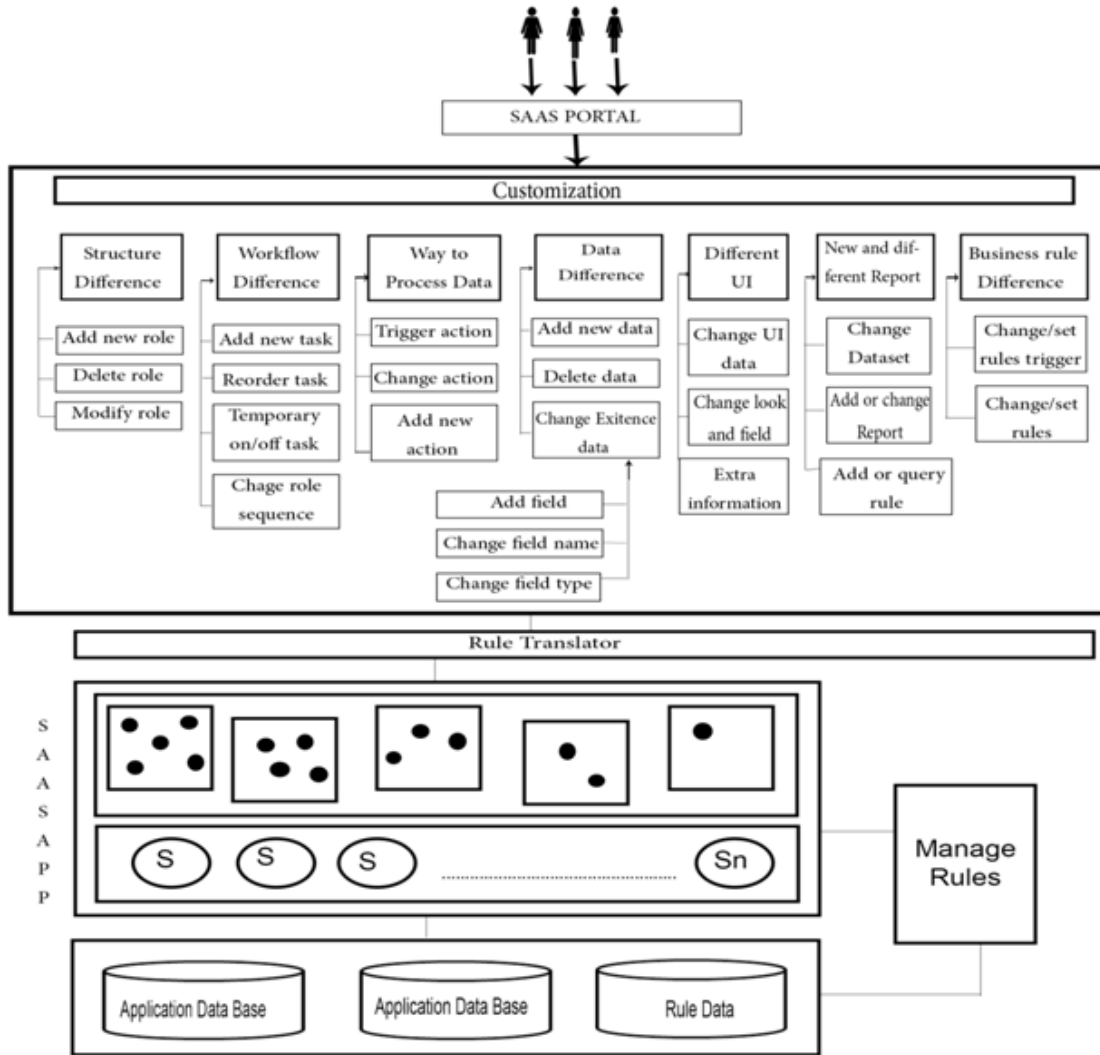 SAAS PORTAL
Customization
Structure
Difference
Add new role
Delete role
Modify role
Workflow
Difference
Add new task
Reorder task
Temporary
on/off task
Chage role
sequence
Way to
Process Data
Trigger action
Change action
Add new
action
Data
Difference
Add new data
Delete data
Change Exitence
data
Add field
Change field name
Change field type
Different
UI
Change UI
data
Change look
and field
Extra
information
New and dif-
ferent Report
Change
Dataset
Add or change
Report
Add or query
rule
Business rule
Difference
Change/set
rules trigger
Change/set
rules
Rule Translator
S
A
A
S
A
P
P
S
S
S
Sn
Manage
Rules
Application Data Base
Application Data Base
Rule Data